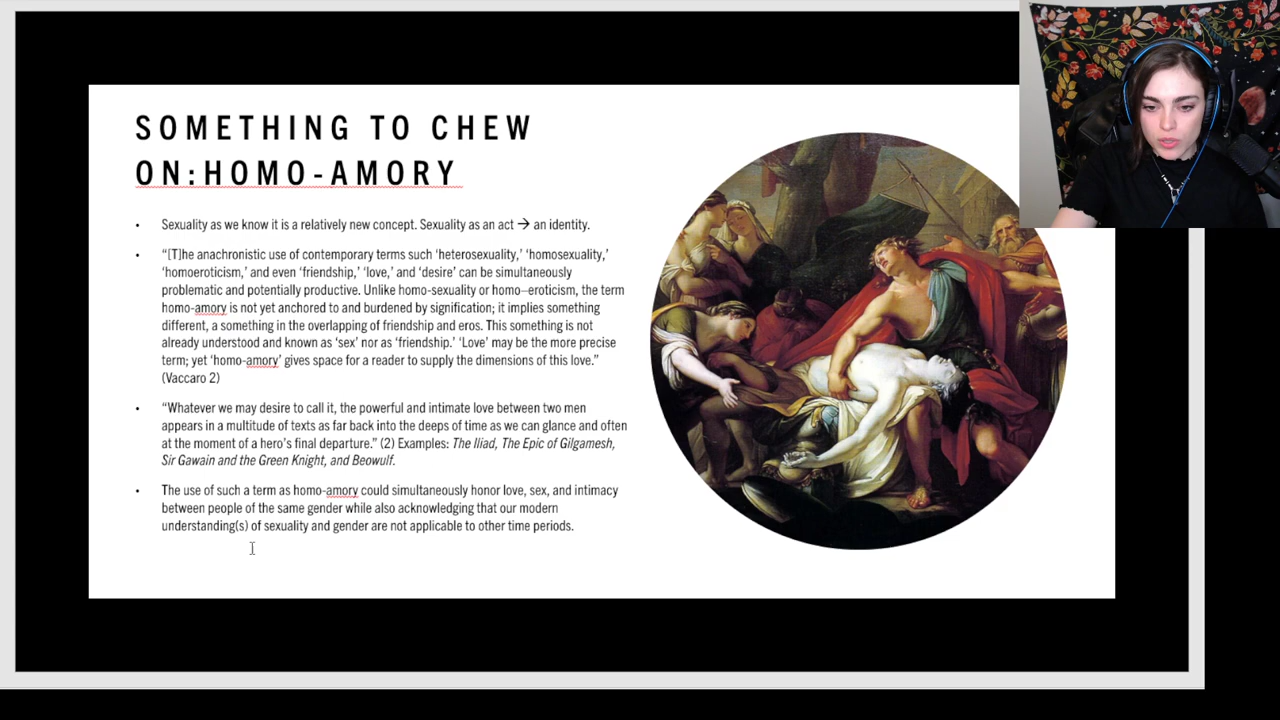 SOMETHING TO CHEW
ON:HOMO-AMORY
• Sexuality as we know it is a relatively new concept. Sexuality as an act → an identity.
• “[T]he anachronistic use of contemporary terms such ‘heterosexuality,’ ‘homosexuality,’
‘homoeroticism,’ and even ‘friendship,’ ‘love,’ and ‘desire’ can be simultaneously
problematic and potentially productive. Unlike homo-sexuality or homo–eroticism, the term
homo-amory is not yet anchored to and burdened by signification; it implies something
different, a something in the overlapping of friendship and eros. This something is not
already understood and known as ‘sex’ nor as ‘friendship.’ ‘Love’ may be the more precise
term; yet ‘homo-amory’ gives space for a reader to supply the dimensions of this love.”
(Vaccaro 2)
• “Whatever we may desire to call it, the powerful and intimate love between two men
appears in a multitude of texts as far back into the deeps of time as we can glance and often
at the moment of a hero’s final departure.” (2) Examples: The Iliad, The Epic of Gilgamesh,
Sir Gawain and the Green Knight, and Beowulf.
• The use of such a term as homo-amory could simultaneously honor love, sex, and intimacy
between people of the same gender while also acknowledging that our modern
understanding(s) of sexuality and gender are not applicable to other time periods.